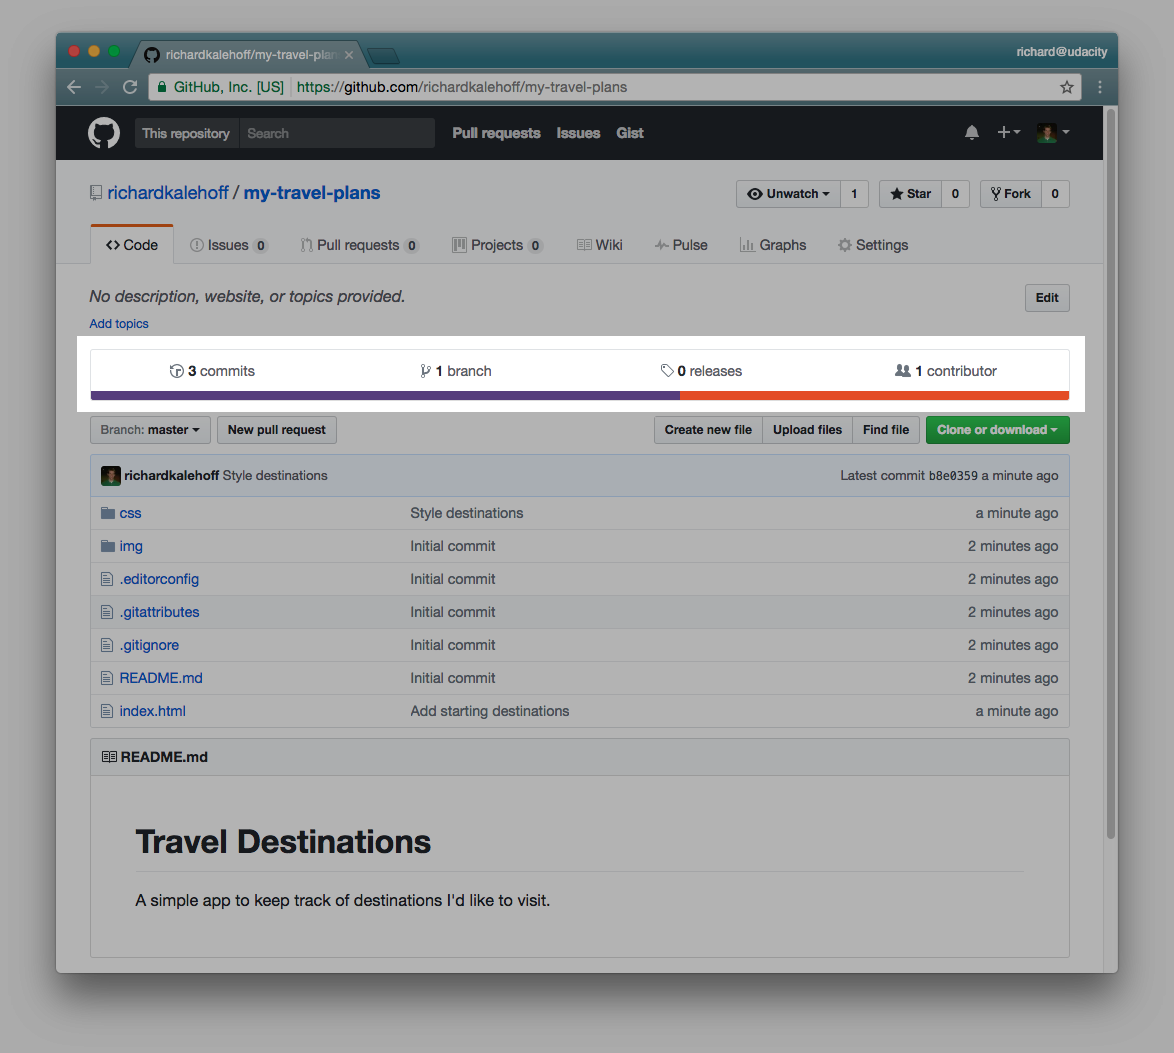 richardkalehoff/my-travel-plan
richard@udacity
GitHub, Inc. [US] https://github.com/richardkalehoff/my-travel-plans
This repository Search Pull requests Issues Gist
richardkalehoff / my-travel-plans Unwatch 1 Star 0 Fork 0
Code Issues 0 Pull requests 0 Projects 0 Wiki Pulse Graphs Settings
No description, website, or topics provided. Edit
Add topics
3 commits 1 branch 0 releases 1 contributor
Branch: master New pull request Create new file Upload files Find file Clone or download
richardkalehoff Style destinations Latest commit b8e0359 a minute ago
css Style destinations a minute ago
img Initial commit 2 minutes ago
.editorconfig Initial commit 2 minutes ago
.gitattributes Initial commit 2 minutes ago
.gitignore Initial commit 2 minutes ago
README.md Initial commit 2 minutes ago
index.html Add starting destinations a minute ago
README.md
Travel Destinations
A simple app to keep track of destinations I'd like to visit.